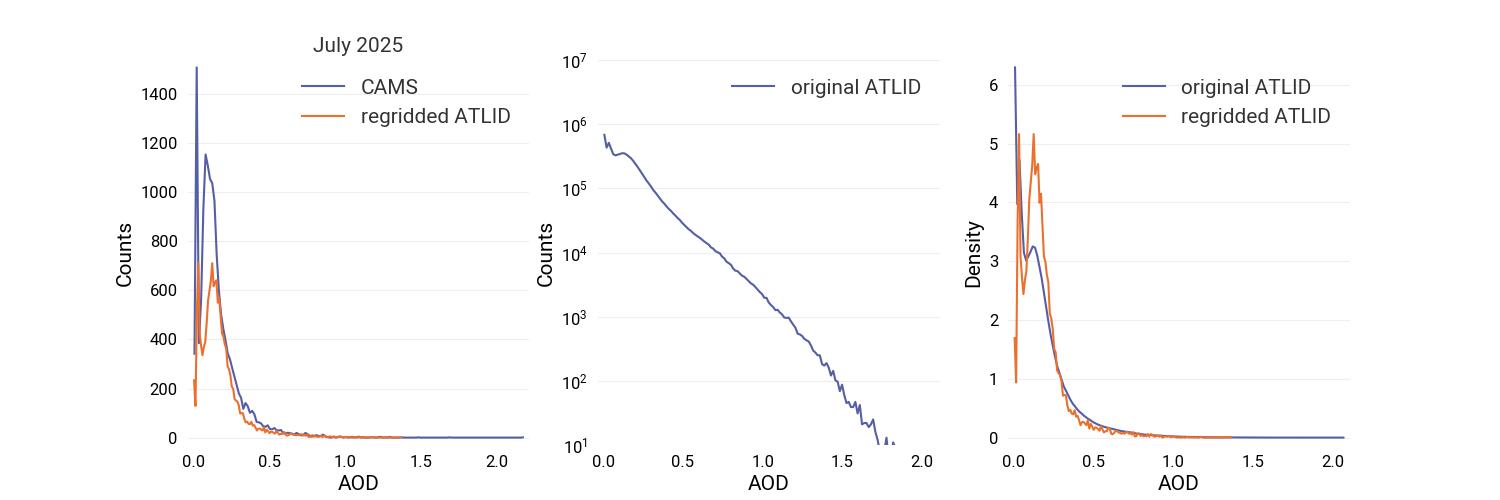 July 2025
CAMS
regridded ATLID
1400
1200
1000
800
600
400
200
0
Counts
0.0 0.5 1.0 1.5 2.0
AOD
original ATLID
10⁷
10⁶
10⁵
10⁴
10³
10²
10¹
Counts
0.0 0.5 1.0 1.5 2.0
AOD
original ATLID
regridded ATLID
6
5
4
3
2
1
0
Density
0.0 0.5 1.0 1.5 2.0
AOD